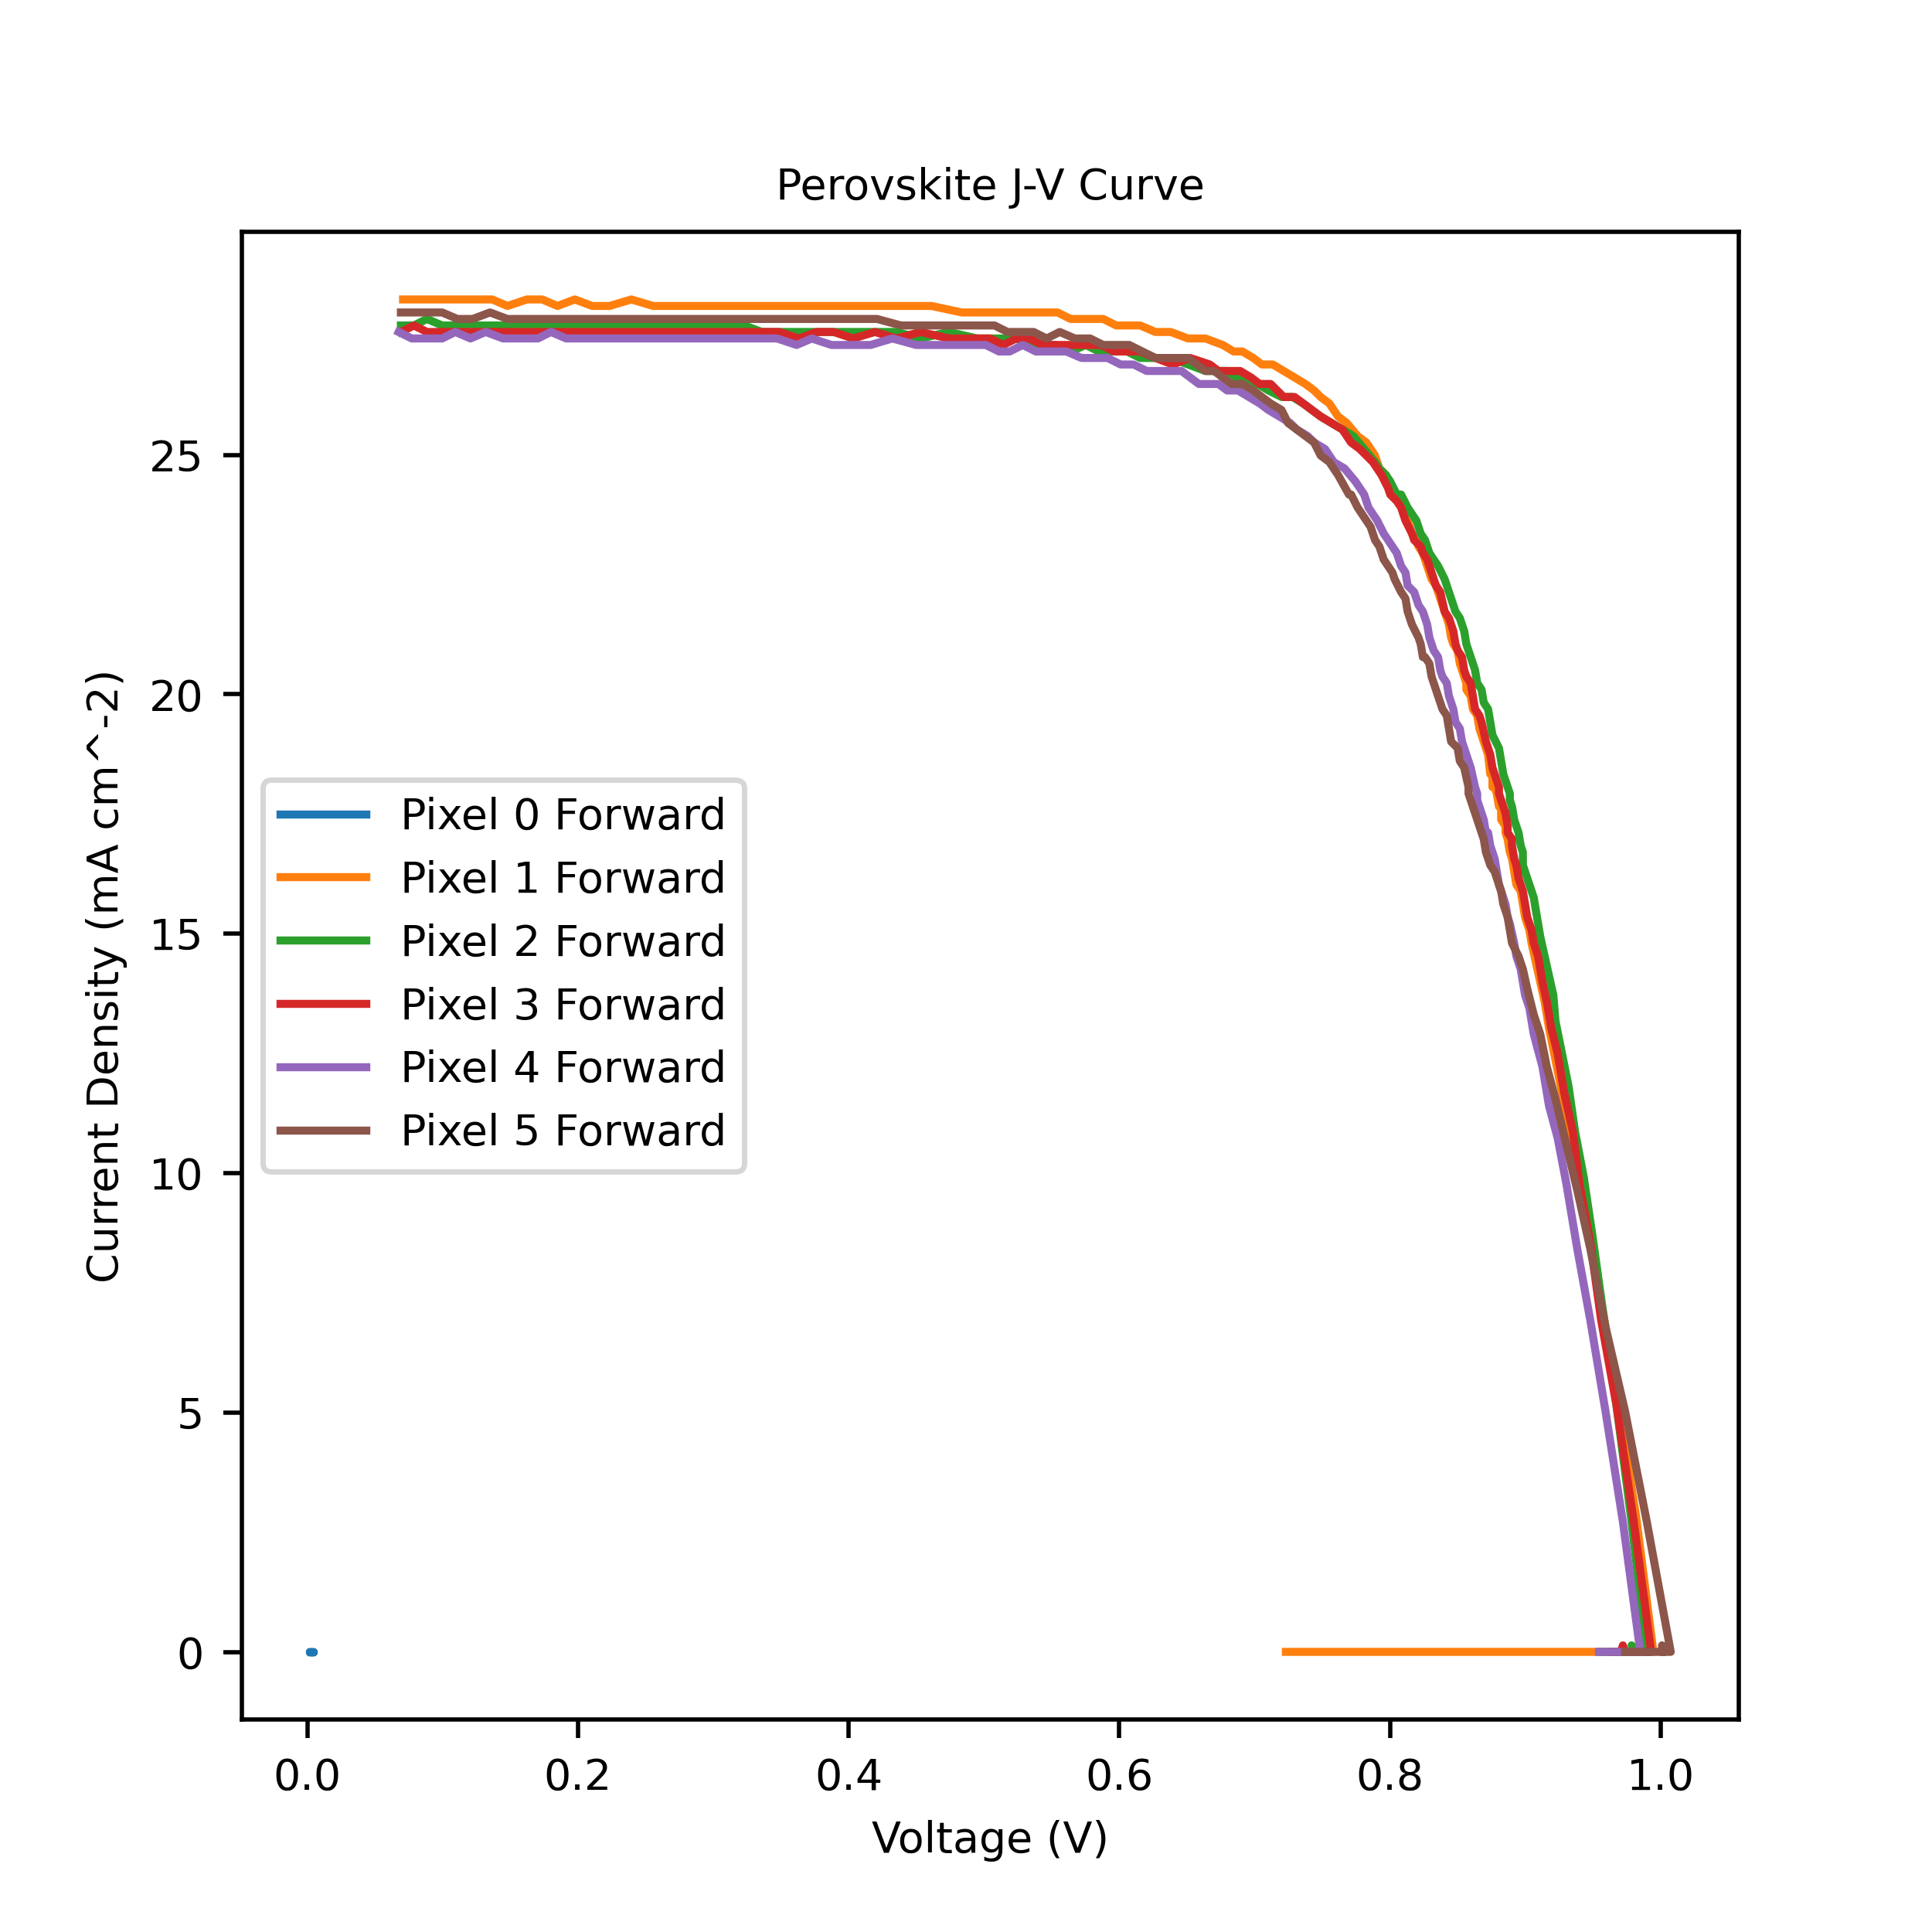 Perovskite J-V Curve
Current Density (mA cm^-2)
25
20
15
10
5
0
Pixel 0 Forward
Pixel 1 Forward
Pixel 2 Forward
Pixel 3 Forward
Pixel 4 Forward
Pixel 5 Forward
0.0 0.2 0.4 0.6 0.8 1.0
Voltage (V)